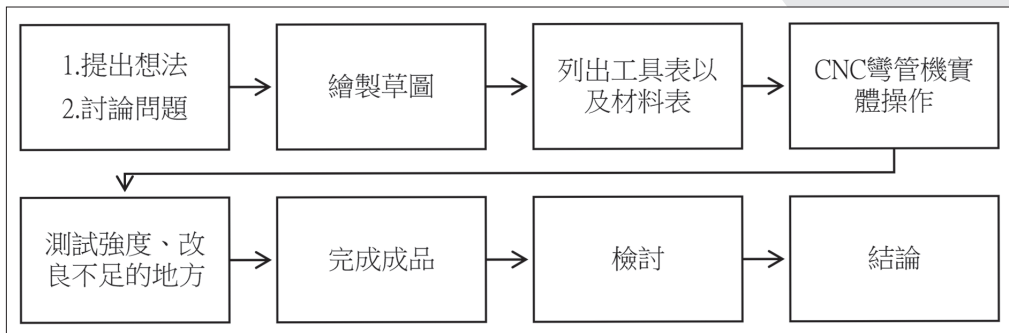 1.提出想法
2.討論問題
繪製草圖
列出工具表以
及材料表
CNC彎管機實
體操作
測試強度、改
良不足的地方
完成成品
檢討
結論